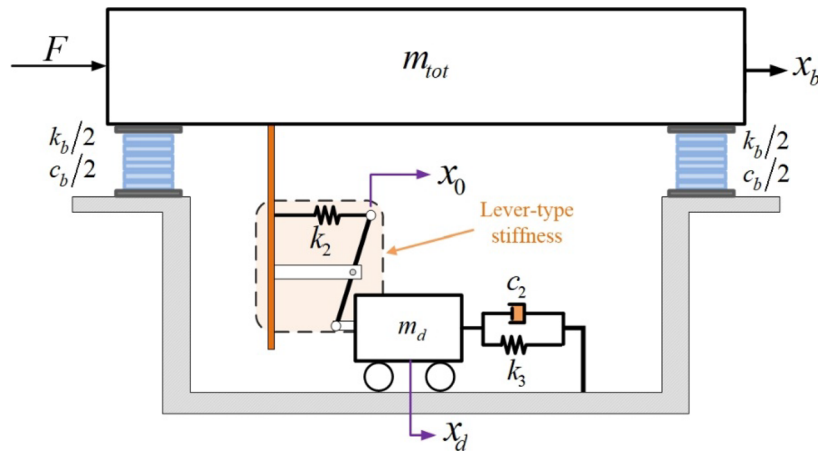 F
m_tot
x_b
k_b/2
c_b/2
k_b/2
c_b/2
x_0
k_2
Lever-type
stiffness
c_2
m_d
k_3
x_d